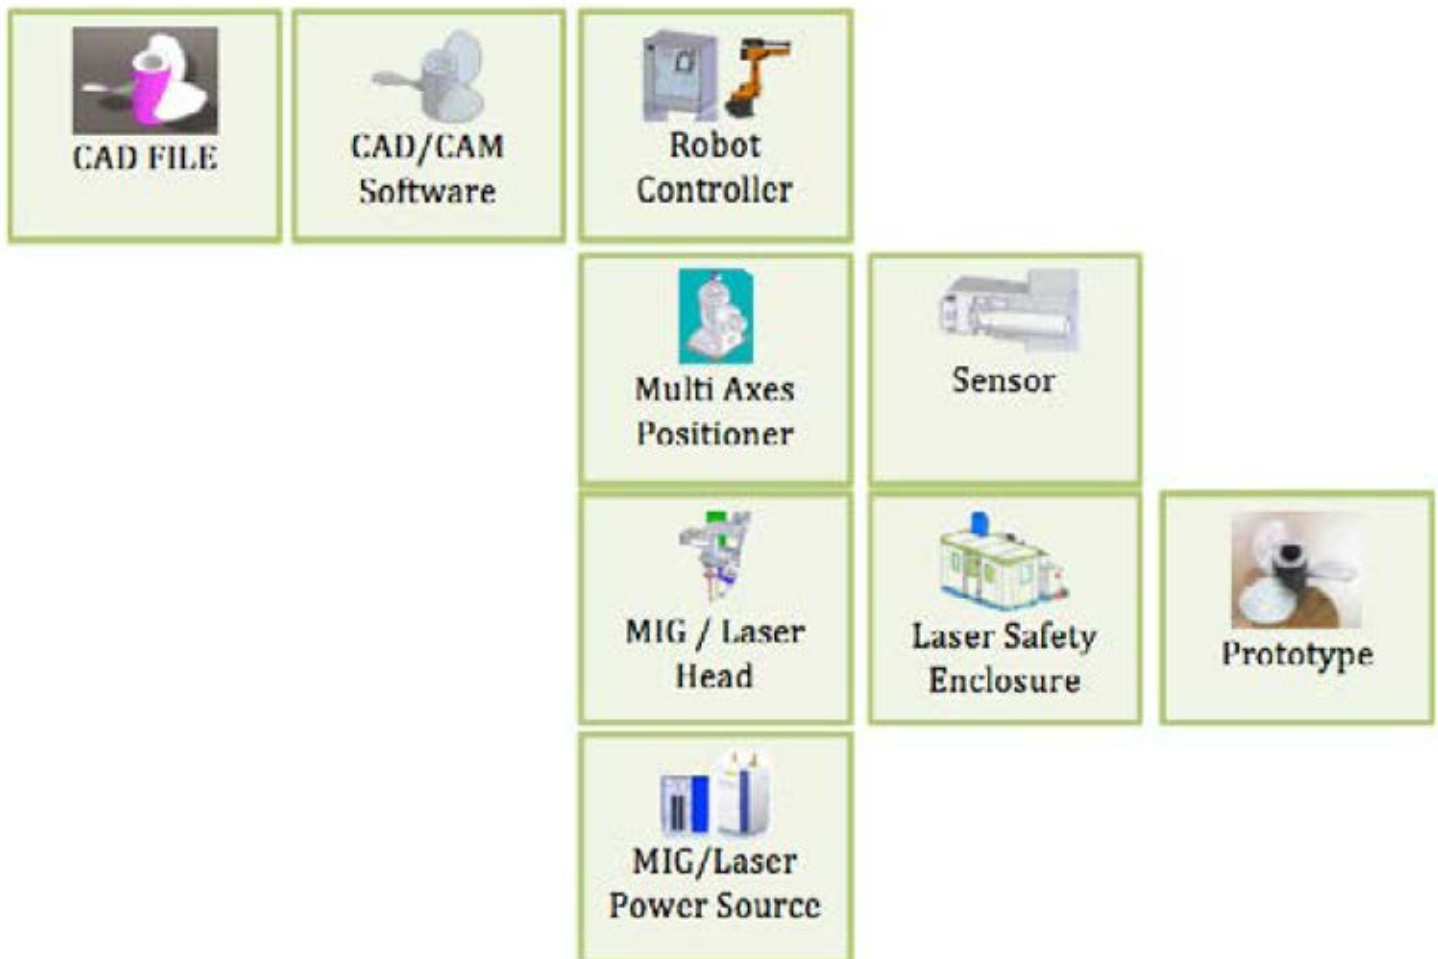 CAD FILE
CAD/CAM
Software
Robot
Controller
Multi Axes
Positioner
Sensor
MIG / Laser
Head
Laser Safety
Enclosure
Prototype
MIG/Laser
Power Source